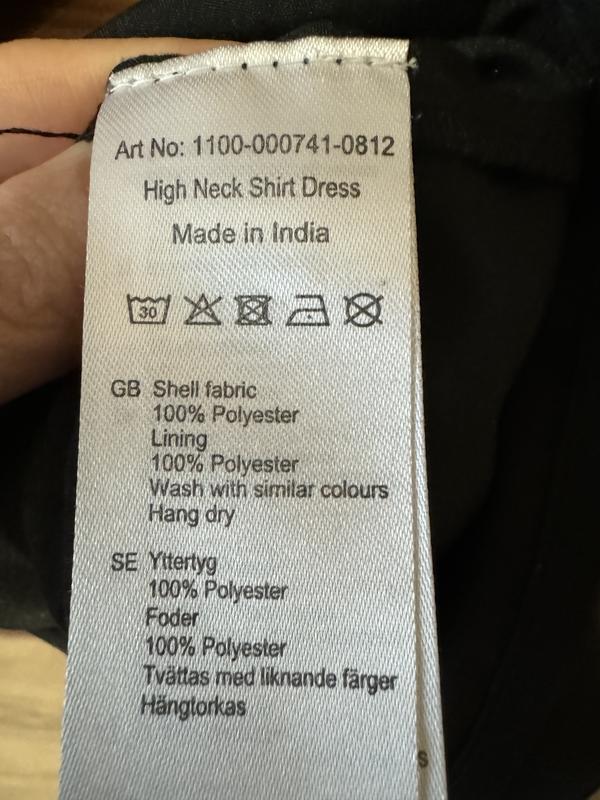 Art No: 1100-000741-0812
High Neck Shirt Dress
Made in India
30
GB Shell fabric
100% Polyester
Lining
100% Polyester
Wash with similar colours
Hang dry
SE Yttertyg
100% Polyester
Foder
100% Polyester
Tvättas med liknande färger
Hängtorkas
S